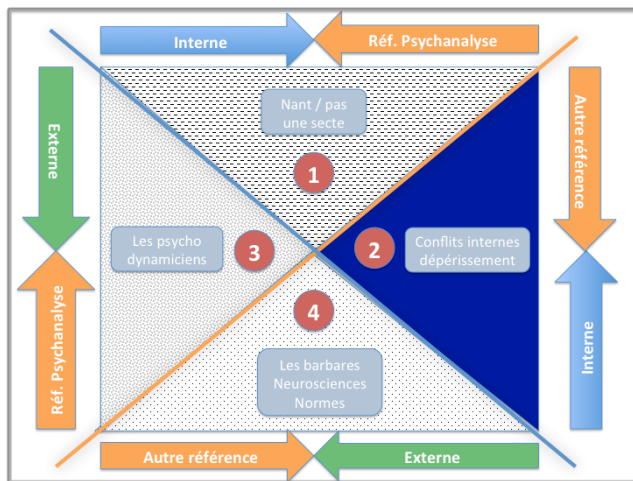 Interne
Réf. Psychanalyse
Nant / pas
une secte
1
Externe
Autre référence
Les psycho
dynamiciens
3
2
Conflits internes
dépérissement
4
Réf. Psychanalyse
Interne
Les barbares
Neurosciences
Normes
Autre référence
Externe